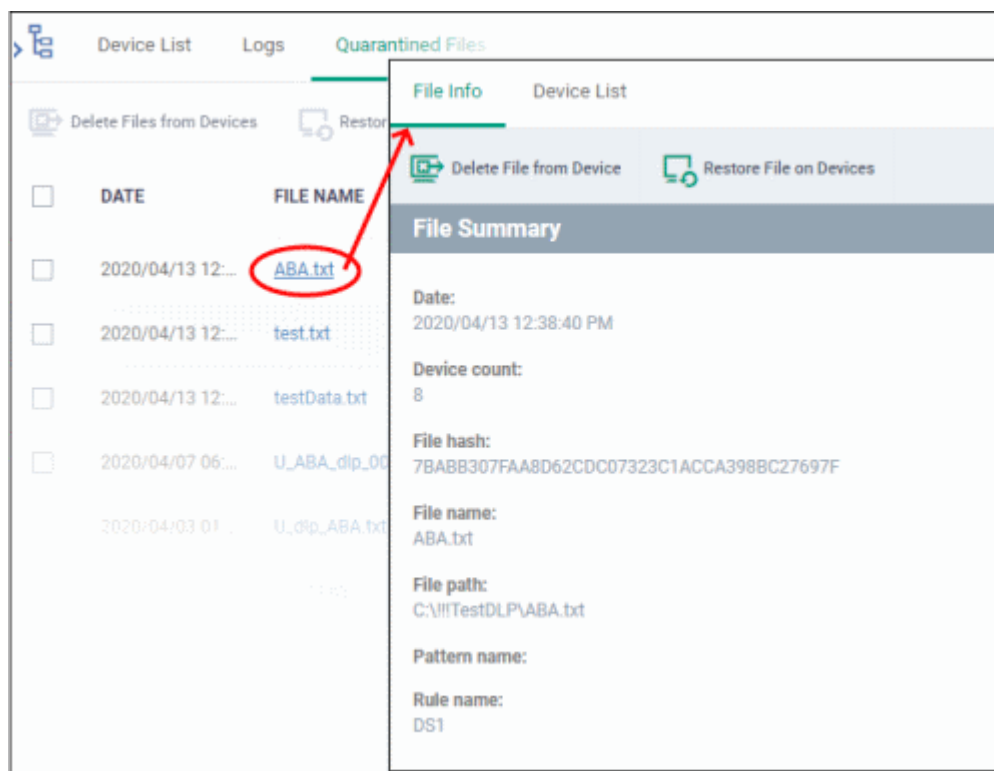 Device List Logs Quarantined Files
Delete Files from Devices Restor
DATE FILE NAME
2020/04/13 12:... ABA.txt
2020/04/13 12:... test.txt
2020/04/13 12:... testData.txt
2020/04/07 06:... U_ABA_dlp_00
2020/04/03 01... U_dlp_ABA.txt
File Info Device List
Delete File from Device Restore File on Devices
File Summary
Date:
2020/04/13 12:38:40 PM
Device count:
8
File hash:
7BABB307FAA8D62CDC07323C1ACCA398BC27697F
File name:
ABA.txt
File path:
C:\!!!TestDLP\ABA.txt
Pattern name:
Rule name:
DS1